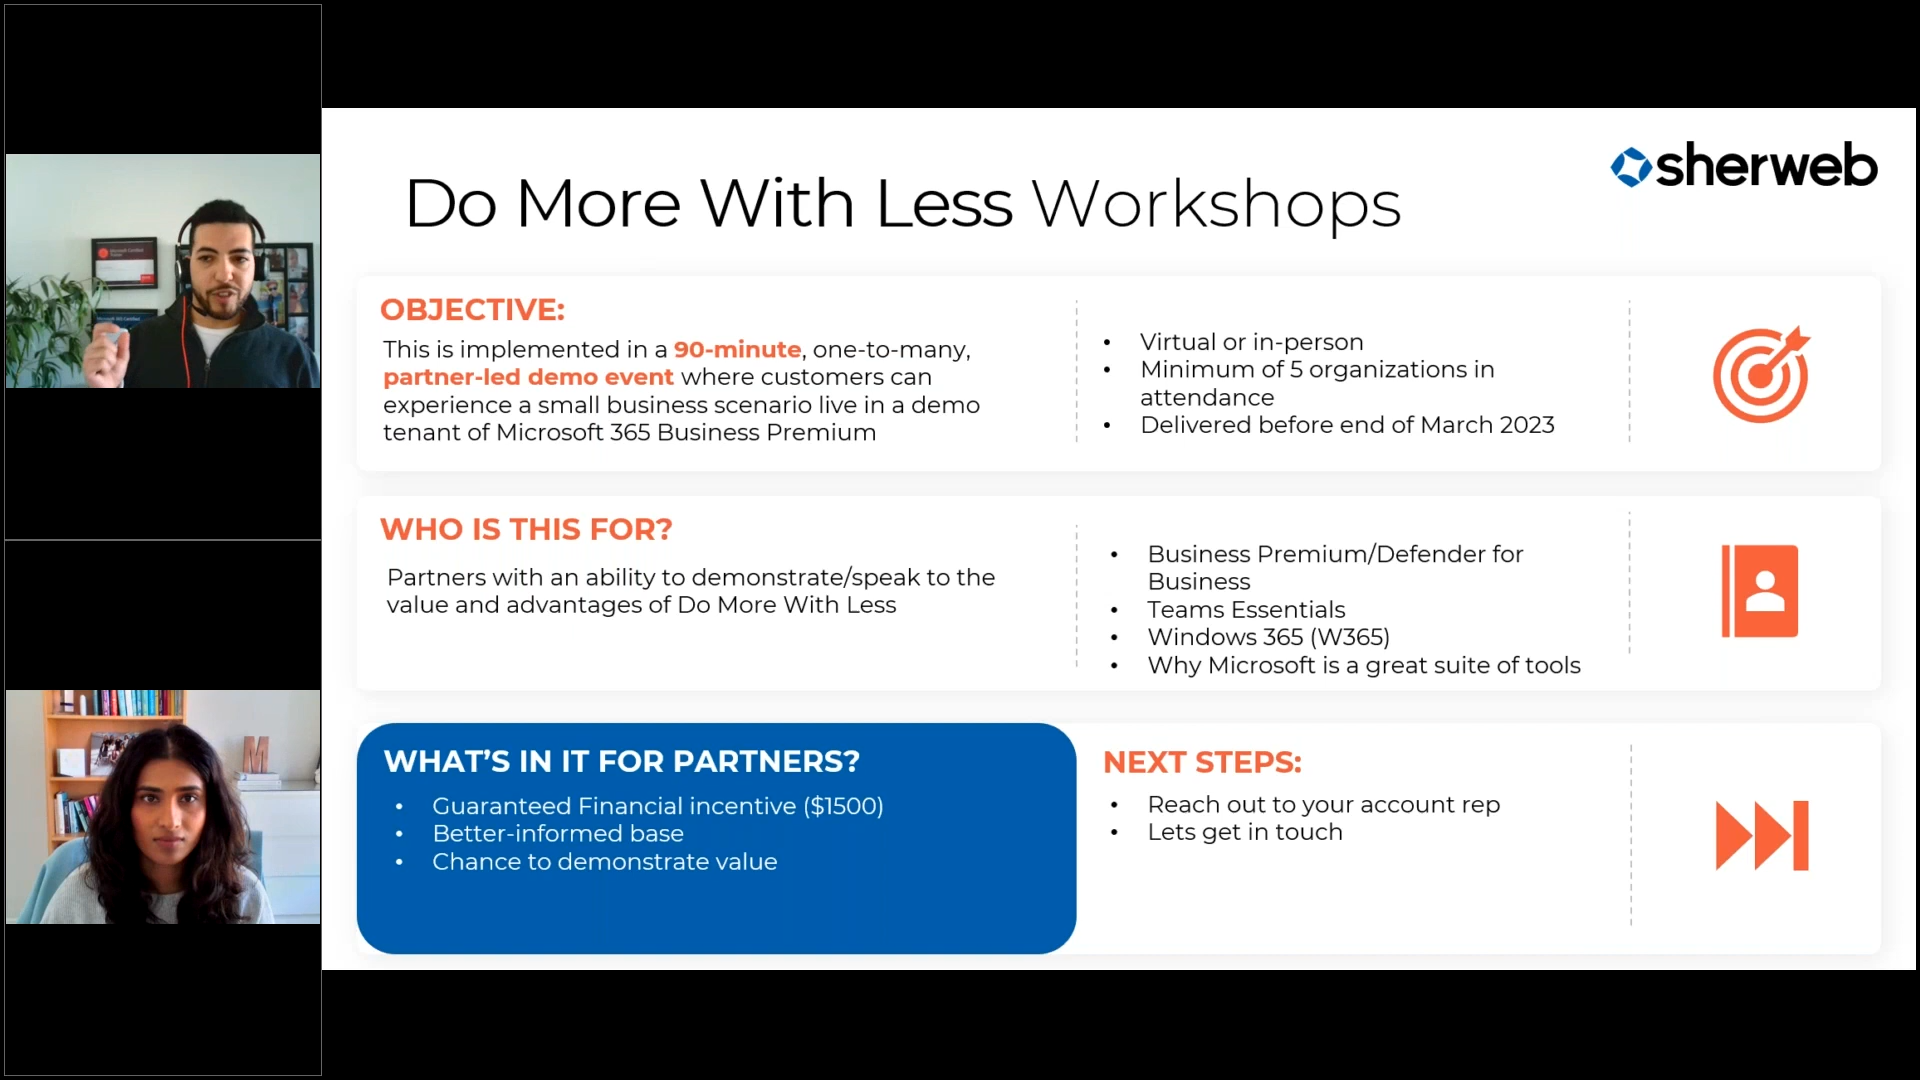 sherweb
Do More With Less Workshops
OBJECTIVE:
This is implemented in a 90-minute, one-to-many,
partner-led demo event where customers can
experience a small business scenario live in a demo
tenant of Microsoft 365 Business Premium
• Virtual or in-person
• Minimum of 5 organizations in
attendance
• Delivered before end of March 2023
WHO IS THIS FOR?
Partners with an ability to demonstrate/speak to the
value and advantages of Do More With Less
• Business Premium/Defender for
Business
• Teams Essentials
• Windows 365 (W365)
• Why Microsoft is a great suite of tools
WHAT’S IN IT FOR PARTNERS?
• Guaranteed Financial incentive ($1500)
• Better-informed base
• Chance to demonstrate value
NEXT STEPS:
• Reach out to your account rep
• Lets get in touch
M